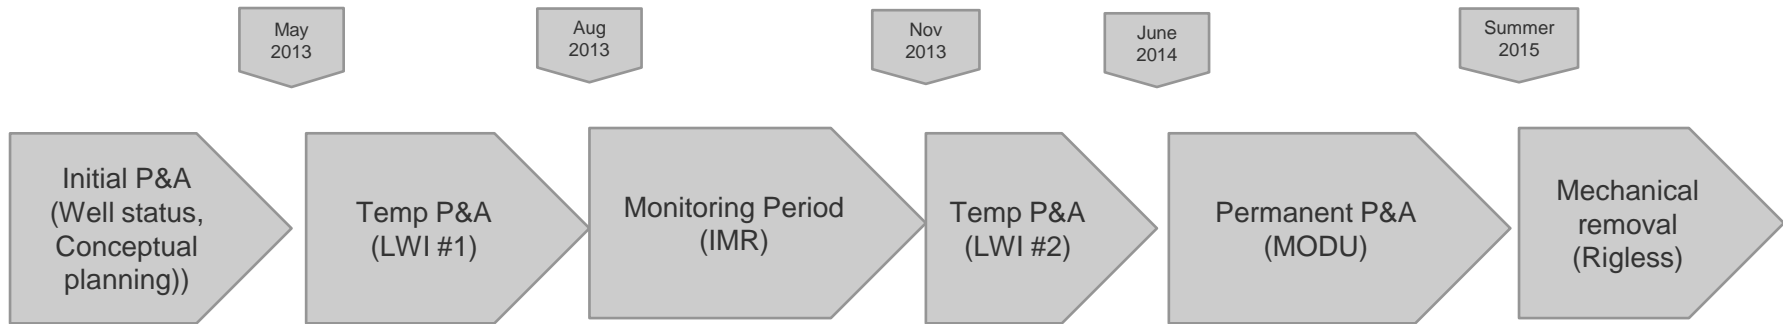 May
2013
Aug
2013
Nov
2013
June
2014
Summer
2015
Initial P&A
(Well status,
Conceptual
planning))
Temp P&A
(LWI #1)
Monitoring Period
(IMR)
Temp P&A
(LWI #2)
Permanent P&A
(MODU)
Mechanical
removal
(Rigless)